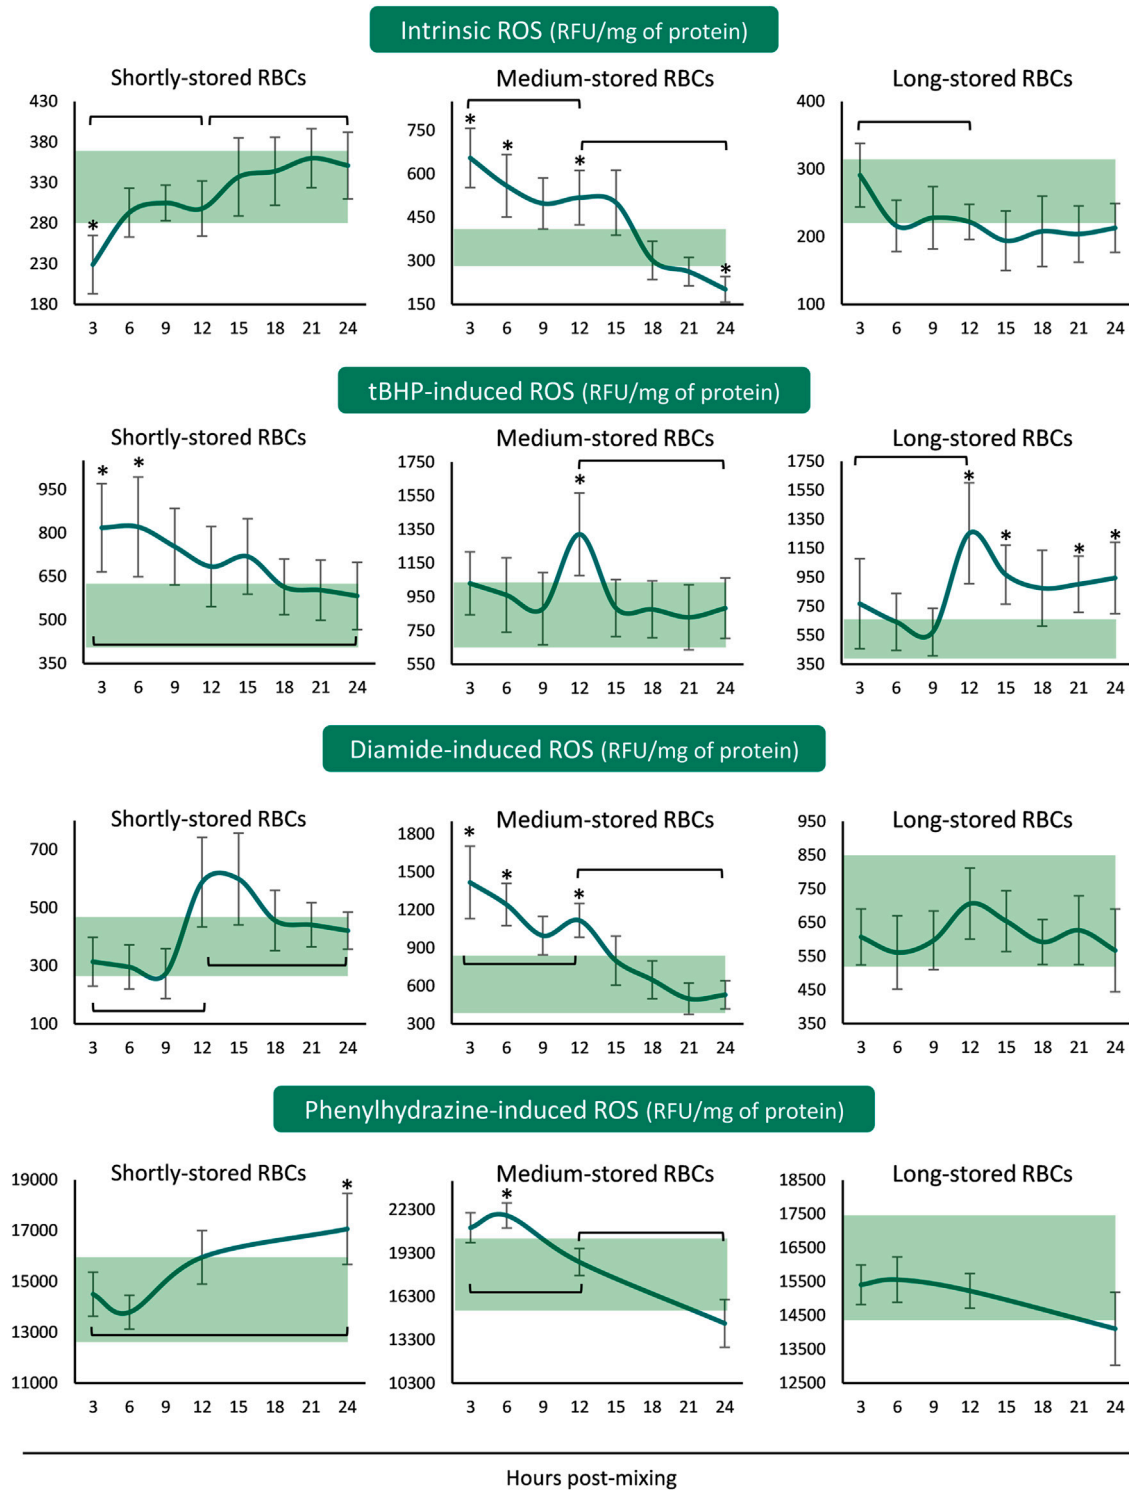 Intrinsic ROS (RFU/mg of protein)
Shortly-stored RBCs
430
380
330
280
230
180
*
3 6 9 12 15 18 21 24
Medium-stored RBCs
750
600
450
300
150
* * * *
3 6 9 12 15 18 21 24
Long-stored RBCs
400
300
200
100
3 6 9 12 15 18 21 24
tBHP-induced ROS (RFU/mg of protein)
Shortly-stored RBCs
950
800
650
500
350
* *
3 6 9 12 15 18 21 24
Medium-stored RBCs
1750
1550
1350
1150
950
750
550
*
3 6 9 12 15 18 21 24
Long-stored RBCs
1750
1550
1350
1150
950
750
550
350
* * * *
3 6 9 12 15 18 21 24
Diamide-induced ROS (RFU/mg of protein)
Shortly-stored RBCs
700
500
300
100
3 6 9 12 15 18 21 24
Medium-stored RBCs
1800
1500
1200
900
600
300
* * *
3 6 9 12 15 18 21 24
Long-stored RBCs
950
850
750
650
550
450
350
3 6 9 12 15 18 21 24
Phenylhydrazine-induced ROS (RFU/mg of protein)
Shortly-stored RBCs
19000
17000
15000
13000
11000
*
3 6 9 12 15 18 21 24
Medium-stored RBCs
22300
19300
16300
13300
10300
*
3 6 9 12 15 18 21 24
Long-stored RBCs
18500
17500
16500
15500
14500
13500
12500
3 6 9 12 15 18 21 24
Hours post-mixing